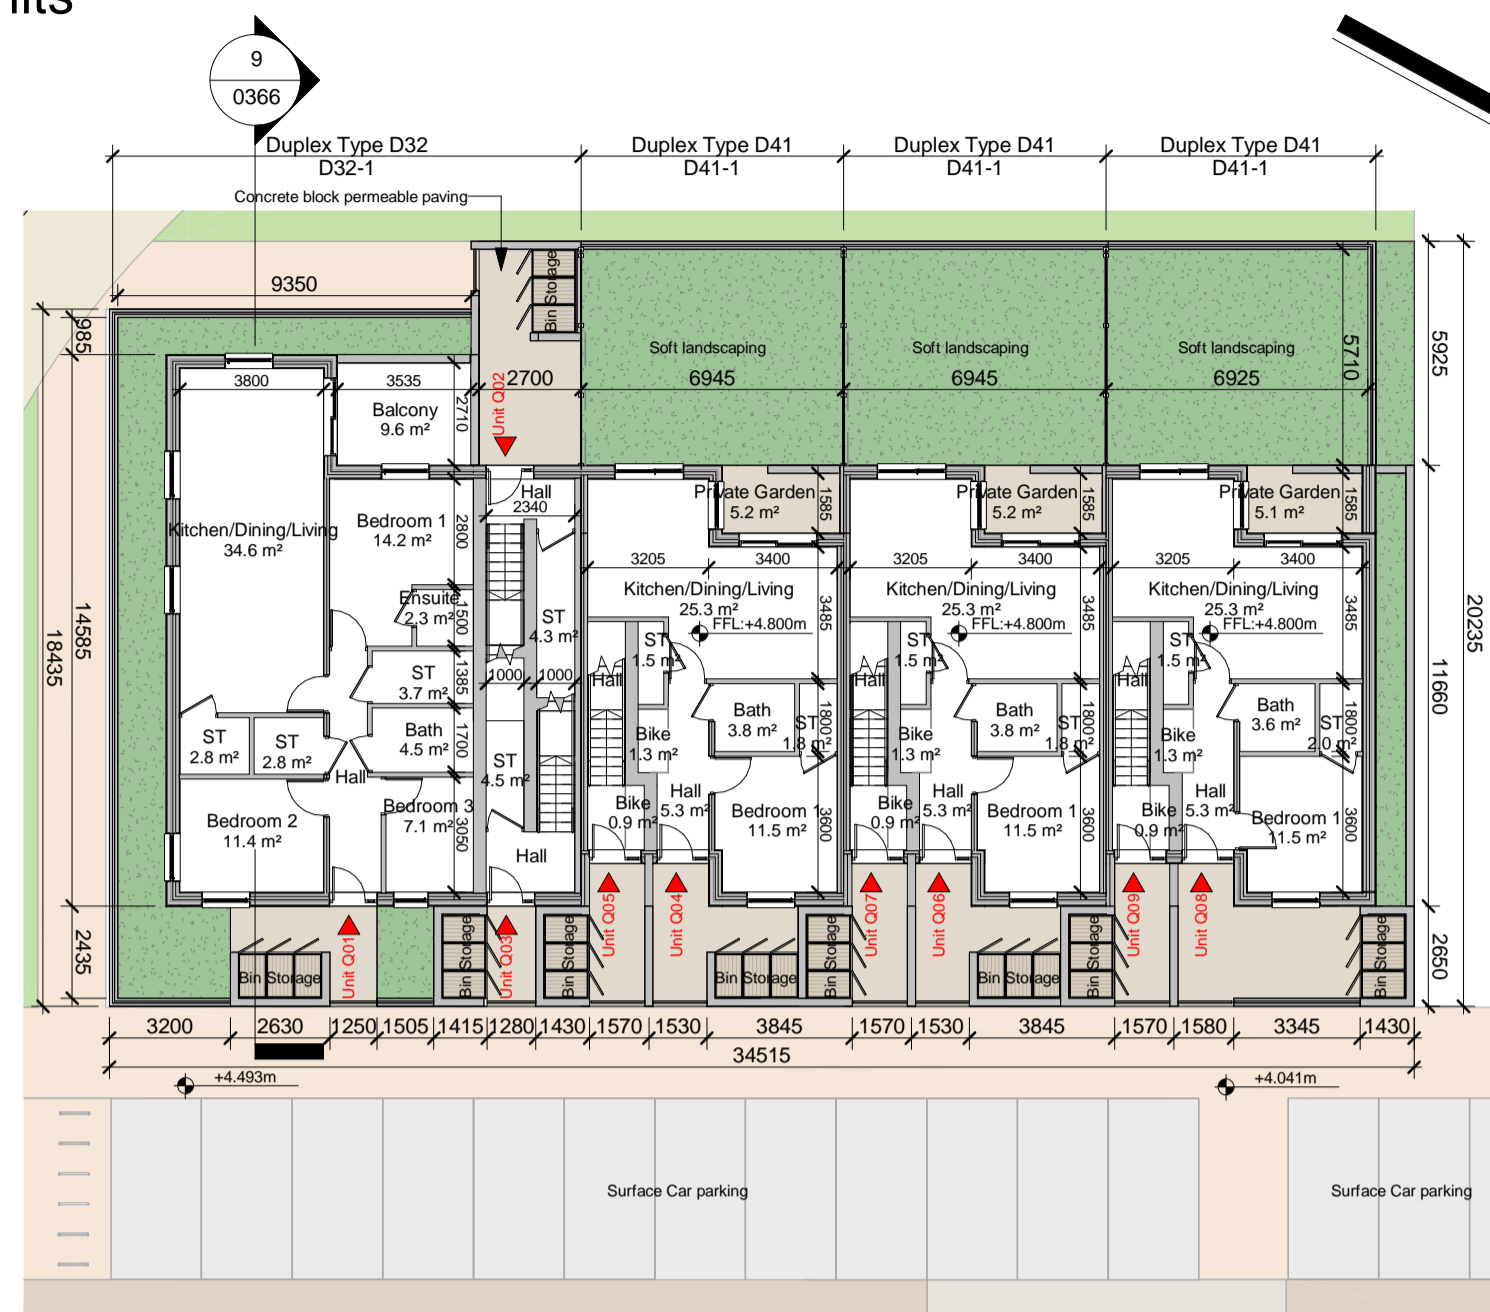 9
0366
Duplex Type D32
D32-1
Duplex Type D41
D41-1
Duplex Type D41
D41-1
Duplex Type D41
D41-1
Concrete block permeable paving
9350
985
14585
18435
2435
3800
3535
2700
6945
6945
6925
5710
5925
20235
11660
2650
Bin Storage
Soft landscaping
Soft landscaping
Soft landscaping
Balcony
9.6 m²
2710
Unit Q02
Kitchen/Dining/Living
34.6 m²
Bedroom 1
14.2 m²
2800
Ensuite
2.3 m²
1500
ST
3.7 m²
1385
Bath
4.5 m²
1700
ST
2.8 m²
ST
2.8 m²
Hall
Bedroom 2
11.4 m²
Bedroom 3
7.1 m²
3050
Hall
2340
ST
4.3 m²
1000
1000
ST
4.5 m²
Hall
Private Garden
5.2 m²
1585
3205
3400
Kitchen/Dining/Living
25.3 m²
FFL:+4.800m
3485
ST
1.5 m²
Hall
Bike
1.3 m²
Bath
3.8 m²
ST
1.8 m²
1800
Bike
0.9 m²
Hall
5.3 m²
Bedroom 1
11.5 m²
3600
Private Garden
5.2 m²
1585
3205
3400
Kitchen/Dining/Living
25.3 m²
FFL:+4.800m
3485
ST
1.5 m²
Hall
Bike
1.3 m²
Bath
3.8 m²
ST
1.8 m²
1800
Bike
0.9 m²
Hall
5.3 m²
Bedroom 1
11.5 m²
3600
Private Garden
5.1 m²
1585
3205
3400
Kitchen/Dining/Living
25.3 m²
FFL:+4.800m
3485
ST
1.5 m²
Hall
Bike
1.3 m²
Bath
3.6 m²
ST
2.0 m²
1800
Bike
0.9 m²
Hall
5.3 m²
Bedroom 1
11.5 m²
3600
Bin Storage
Unit Q01
Bin Storage
Unit Q03
Bin Storage
Unit Q05
Unit Q04
Bin Storage
Bin Storage
Unit Q07
Unit Q06
Bin Storage
Bin Storage
Unit Q09
Unit Q08
Bin Storage
3200
2630
1250
1505
1415
1280
1430
1570
1530
3845
1570
1530
3845
1570
1580
3345
1430
34515
+4.493m
+4.041m
Surface Car parking
Surface Car parking